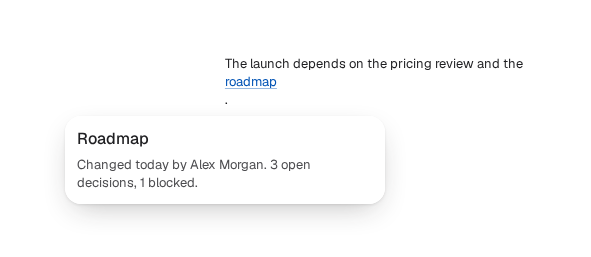 The launch depends on the pricing review and the
roadmap
.
Roadmap
Changed today by Alex Morgan. 3 open
decisions, 1 blocked.